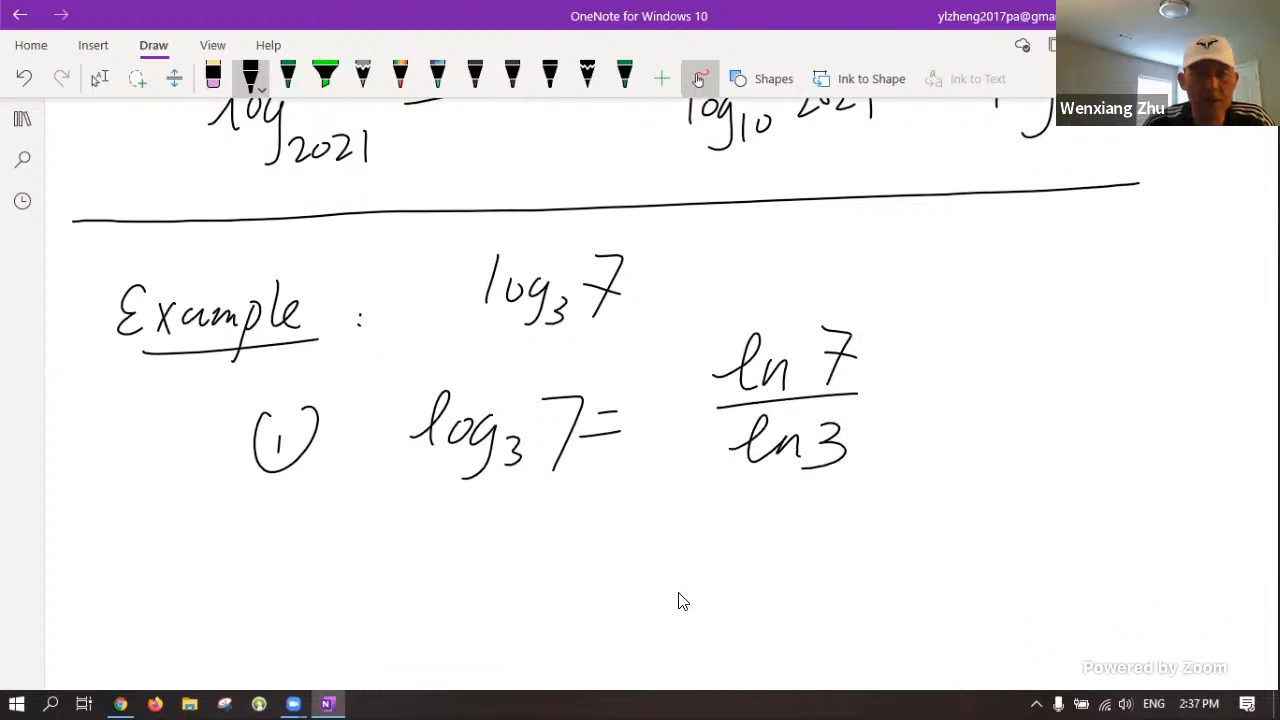 OneNote for Windows 10
ylzheng2017pa@gma
Home Insert Draw View Help
Shapes Ink to Shape Ink to Text
Wenxiang Zhu
log₂₀₂₁ log₁₀ 2021
Example : log₃ 7
① log₃ 7 = ln 7 / ln 3
Powered by Zoom
ENG 2:37 PM